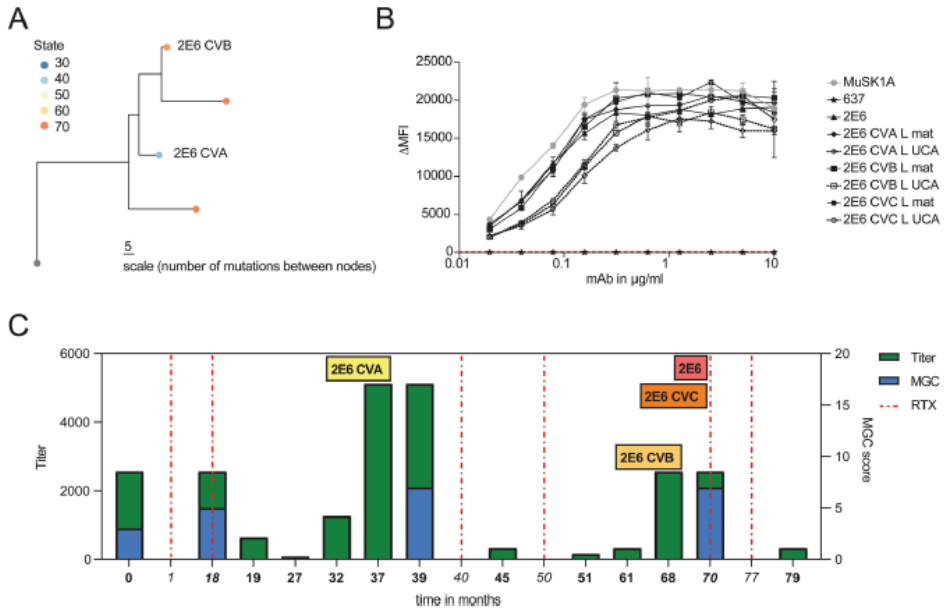 A
State
30
40
50
60
70
2E6 CVB
2E6 CVA
5
scale (number of mutations between nodes)
B
25000
20000
15000
10000
5000
0
ΔMFI
0.01
0.1
1
10
mAb in µg/ml
MuSK1A
637
2E6
2E6 CVA L mat
2E6 CVA L UCA
2E6 CVB L mat
2E6 CVB L UCA
2E6 CVC L mat
2E6 CVC L UCA
C
6000
4000
2000
0
Titer
2E6 CVA
2E6
2E6 CVC
2E6 CVB
20
15
10
5
0
MGC score
Titer
MGC
RTX
0 1 18 19 27 32 37 39 40 45 50 51 61 68 70 77 79
time in months